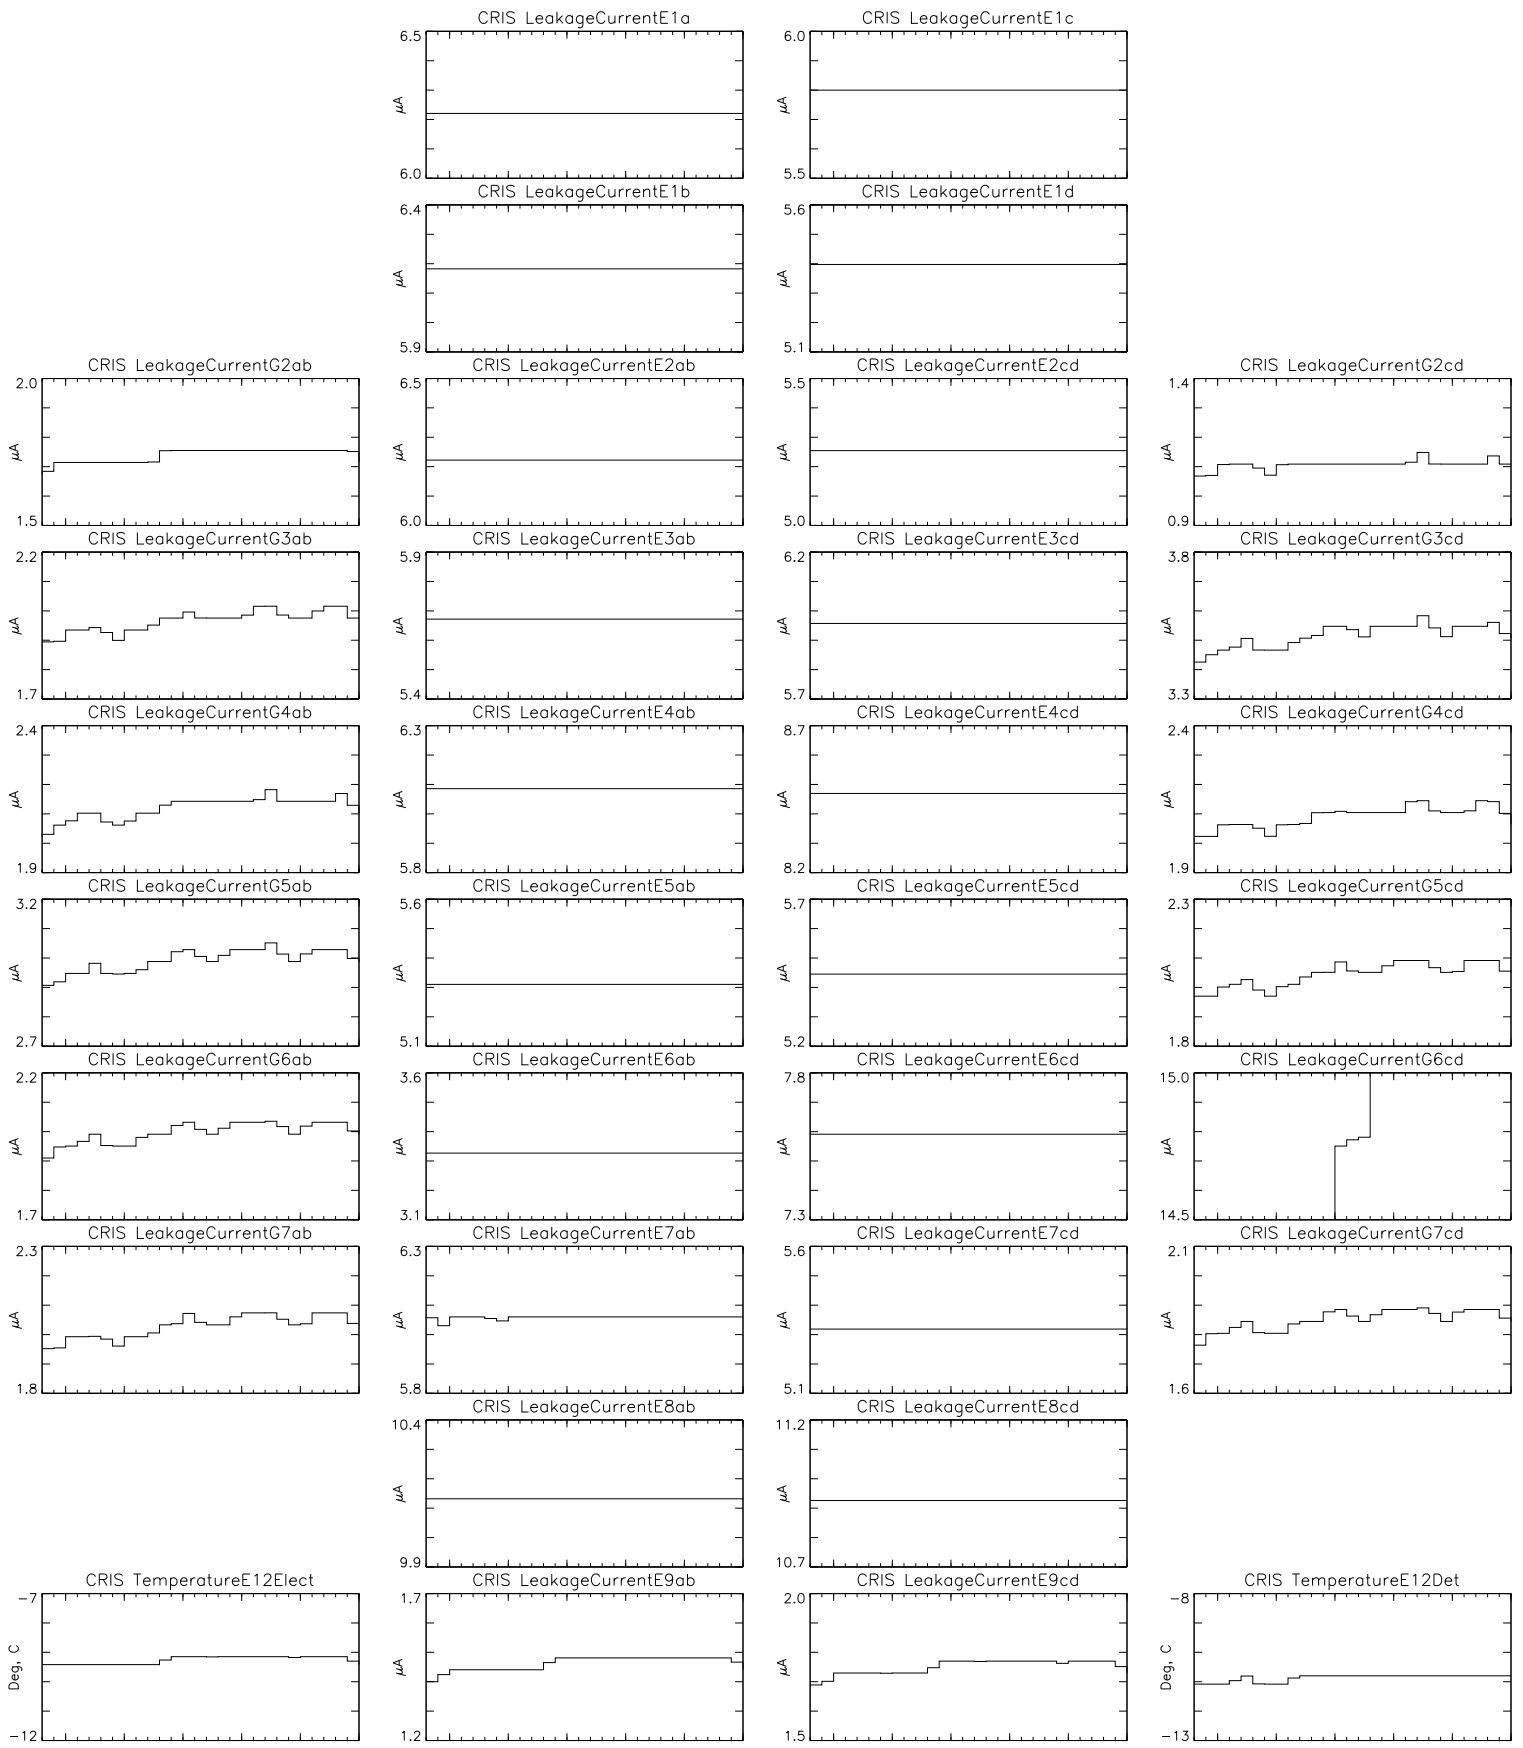 CRIS LeakageCurrentE1a
6.5
μA
6.0
CRIS LeakageCurrentE1c
6.0
μA
5.5
CRIS LeakageCurrentE1b
6.4
μA
5.9
CRIS LeakageCurrentE1d
5.6
μA
5.1
CRIS LeakageCurrentG2ab
2.0
μA
1.5
CRIS LeakageCurrentE2ab
6.5
μA
6.0
CRIS LeakageCurrentE2cd
5.5
μA
5.0
CRIS LeakageCurrentG2cd
1.4
μA
0.9
CRIS LeakageCurrentG3ab
2.2
μA
1.7
CRIS LeakageCurrentE3ab
5.9
μA
5.4
CRIS LeakageCurrentE3cd
6.2
μA
5.7
CRIS LeakageCurrentG3cd
3.8
μA
3.3
CRIS LeakageCurrentG4ab
2.4
μA
1.9
CRIS LeakageCurrentE4ab
6.3
μA
5.8
CRIS LeakageCurrentE4cd
8.7
μA
8.2
CRIS LeakageCurrentG4cd
2.4
μA
1.9
CRIS LeakageCurrentG5ab
3.2
μA
2.7
CRIS LeakageCurrentE5ab
5.6
μA
5.1
CRIS LeakageCurrentE5cd
5.7
μA
5.2
CRIS LeakageCurrentG5cd
2.3
μA
1.8
CRIS LeakageCurrentG6ab
2.2
μA
1.7
CRIS LeakageCurrentE6ab
3.6
μA
3.1
CRIS LeakageCurrentE6cd
7.8
μA
7.3
CRIS LeakageCurrentG6cd
15.0
μA
14.5
CRIS LeakageCurrentG7ab
2.3
μA
1.8
CRIS LeakageCurrentE7ab
6.3
μA
5.8
CRIS LeakageCurrentE7cd
5.6
μA
5.1
CRIS LeakageCurrentG7cd
2.1
μA
1.6
CRIS LeakageCurrentE8ab
10.4
μA
9.9
CRIS LeakageCurrentE8cd
11.2
μA
10.7
CRIS TemperatureE12Elect
-7
Deg, C
-12
CRIS LeakageCurrentE9ab
1.7
μA
1.2
CRIS LeakageCurrentE9cd
2.0
μA
1.5
CRIS TemperatureE12Det
-8
Deg, C
-13